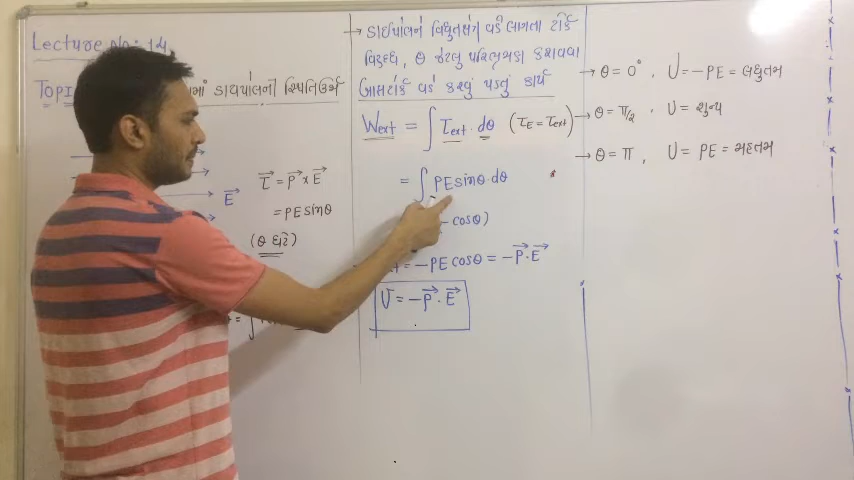 Lecture No: 14
TOPI માં ડાયપોલની સ્થિતિઊર્જા
E
τ = P × E
= PE sinθ
(θ ઘટે)
→ ડાઈપોલને વિદ્યુતક્ષેત્ર વડે લાગતા ટોર્ક
વિરુદ્ધ, θ જેટલું પરિભ્રમણ કરાવવા
બાહ્યટોર્ક વડે કરવું પડતું કાર્ય
Wext = ∫ τext · dθ (τE = τext)
= ∫ PE sinθ · dθ
cosθ)
= −PE cosθ = −P · E
U = −P · E
→ θ = 0°, U = −PE = લઘુતમ
→ θ = π/2, U = શૂન્ય
→ θ = π, U = PE = મહત્તમ